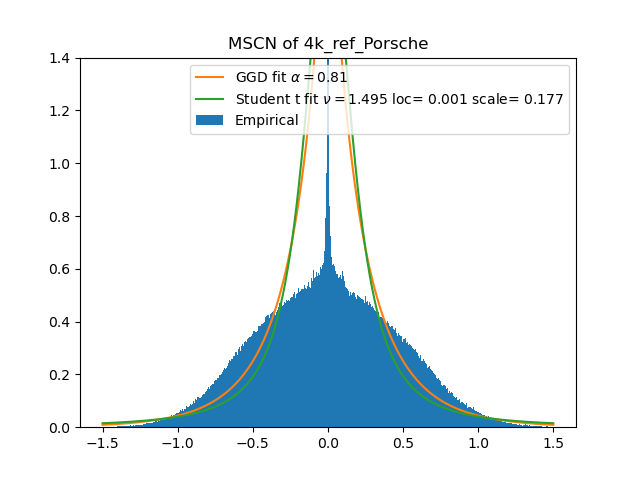 MSCN of 4k_ref_Porsche
GGD fit α = 0.81
Student t fit ν = 1.495 loc= 0.001 scale= 0.177
Empirical
1.4
1.2
1.0
0.8
0.6
0.4
0.2
0.0
−1.5 −1.0 −0.5 0.0 0.5 1.0 1.5